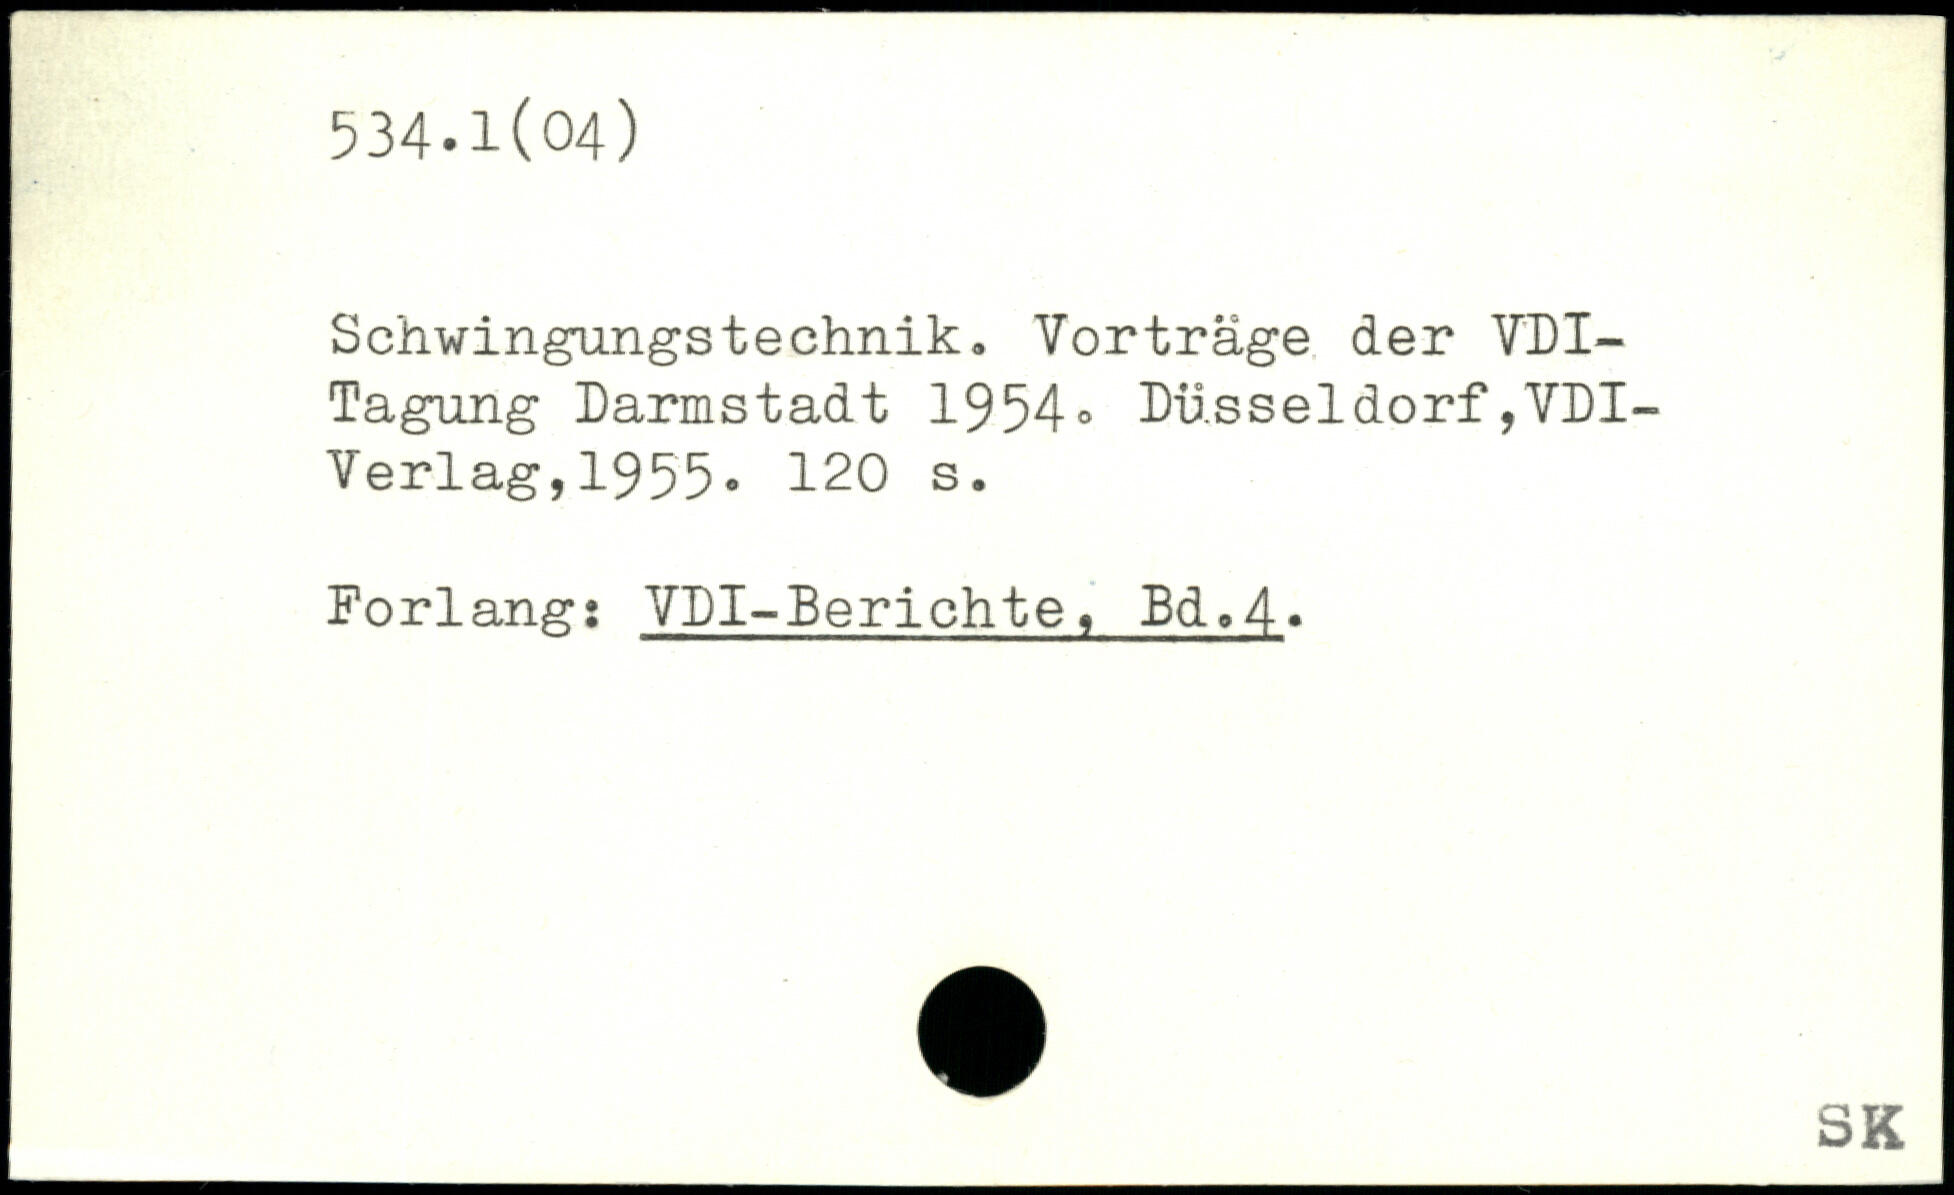 534.1(04)
Schwingungstechnik. Vorträge der VDI-
Tagung Darmstadt 1954. Düsseldorf,VDI-
Verlag,1955. 120 s.
Forlang: VDI-Berichte, Bd.4.
SK